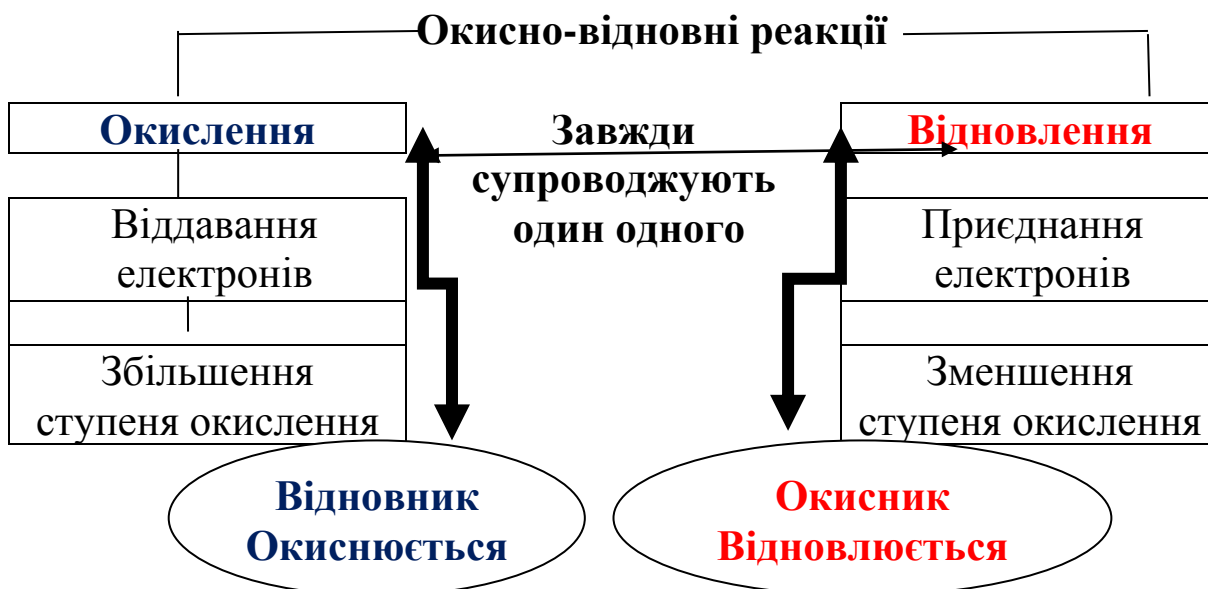 Окисно-відновні реакції
Окислення
Завжди
супроводжують
один одного
Відновлення
Віддавання
електронів
Приєднання
електронів
Збільшення
ступеня окислення
Зменшення
ступеня окислення
Відновник
Окиснюється
Окисник
Відновлюється